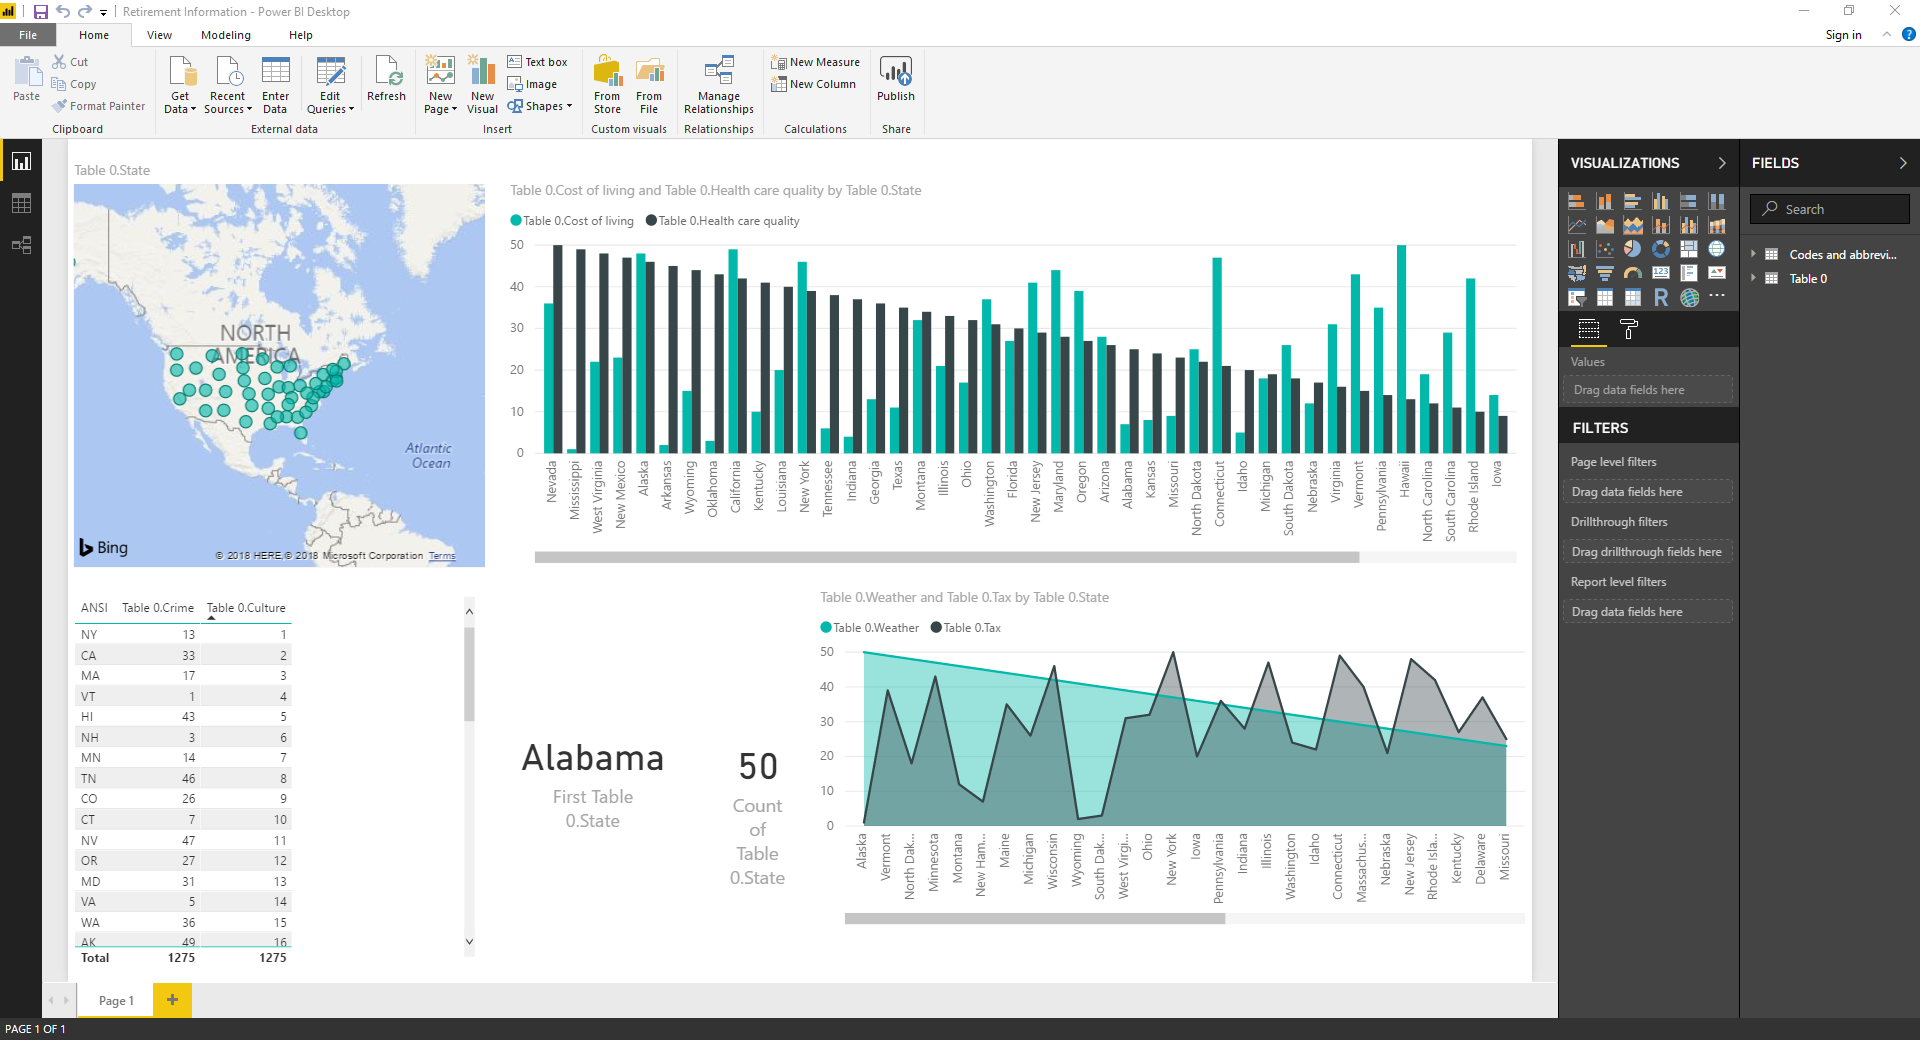 Retirement Information - Power BI Desktop
File Home View Modeling Help
Sign in
Paste
Cut
Copy
Format Painter
Clipboard
Get Data
Recent Sources
Enter Data
Edit Queries
Refresh
External data
New Page
New Visual
Text box
Image
Shapes
Insert
From Store
From File
Custom visuals
Manage Relationships
Relationships
New Measure
New Column
Calculations
Publish
Share
Table 0.State
NORTH
AMERICA
Atlantic
Ocean
Bing
© 2018 HERE, © 2018 Microsoft Corporation Terms
Table 0.Cost of living and Table 0.Health care quality by Table 0.State
Table 0.Cost of living Table 0.Health care quality
50
40
30
20
10
0
Nevada
Mississippi
West Virginia
New Mexico
Alaska
Arkansas
Wyoming
Oklahoma
California
Kentucky
Louisiana
New York
Tennessee
Indiana
Georgia
Texas
Montana
Illinois
Ohio
Washington
Florida
New Jersey
Maryland
Oregon
Arizona
Alabama
Kansas
Missouri
North Dakota
Connecticut
Idaho
Michigan
South Dakota
Nebraska
Virginia
Vermont
Pennsylvania
Hawaii
North Carolina
South Carolina
Rhode Island
Iowa
ANSI Table 0.Crime Table 0.Culture
NY 13 1
CA 33 2
MA 17 3
VT 1 4
HI 43 5
NH 3 6
MN 14 7
TN 46 8
CO 26 9
CT 7 10
NV 47 11
OR 27 12
MD 31 13
VA 5 14
WA 36 15
AK 49 16
Total 1275 1275
Alabama
First Table
0.State
50
Count
of
Table
0.State
Table 0.Weather and Table 0.Tax by Table 0.State
Table 0.Weather Table 0.Tax
50
40
30
20
10
0
Alaska
Vermont
North Dak...
Minnesota
Montana
New Ham...
Maine
Michigan
Wisconsin
Wyoming
South Dak...
West Virgi...
Ohio
New York
Iowa
Pennsylvania
Indiana
Illinois
Washington
Idaho
Connecticut
Massachus...
Nebraska
New Jersey
Rhode Isla...
Kentucky
Delaware
Missouri
VISUALIZATIONS
123
R
Values
Drag data fields here
FILTERS
Page level filters
Drag data fields here
Drillthrough filters
Drag drillthrough fields here
Report level filters
Drag data fields here
FIELDS
Search
Codes and abbrevi...
Table 0
Page 1
PAGE 1 OF 1